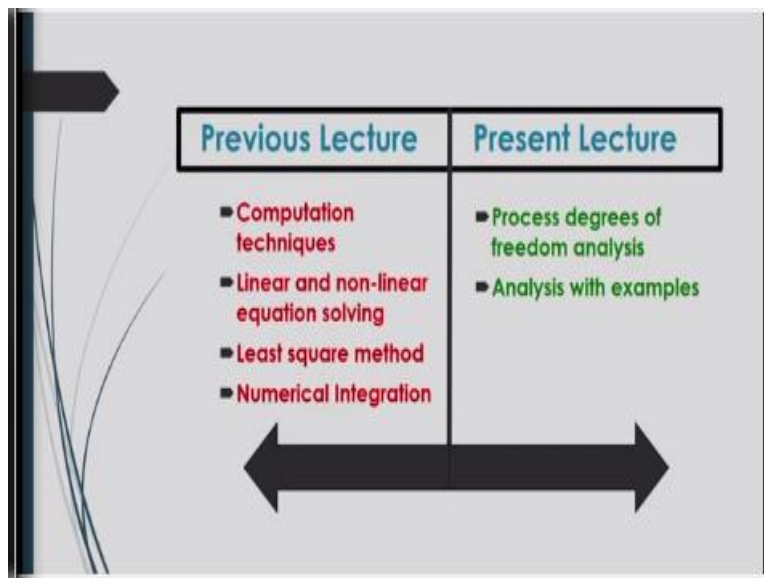 Previous Lecture
Present Lecture
Computation
techniques
Linear and non-linear
equation solving
Least square method
Numerical Integration
Process degrees of
freedom analysis
Analysis with examples